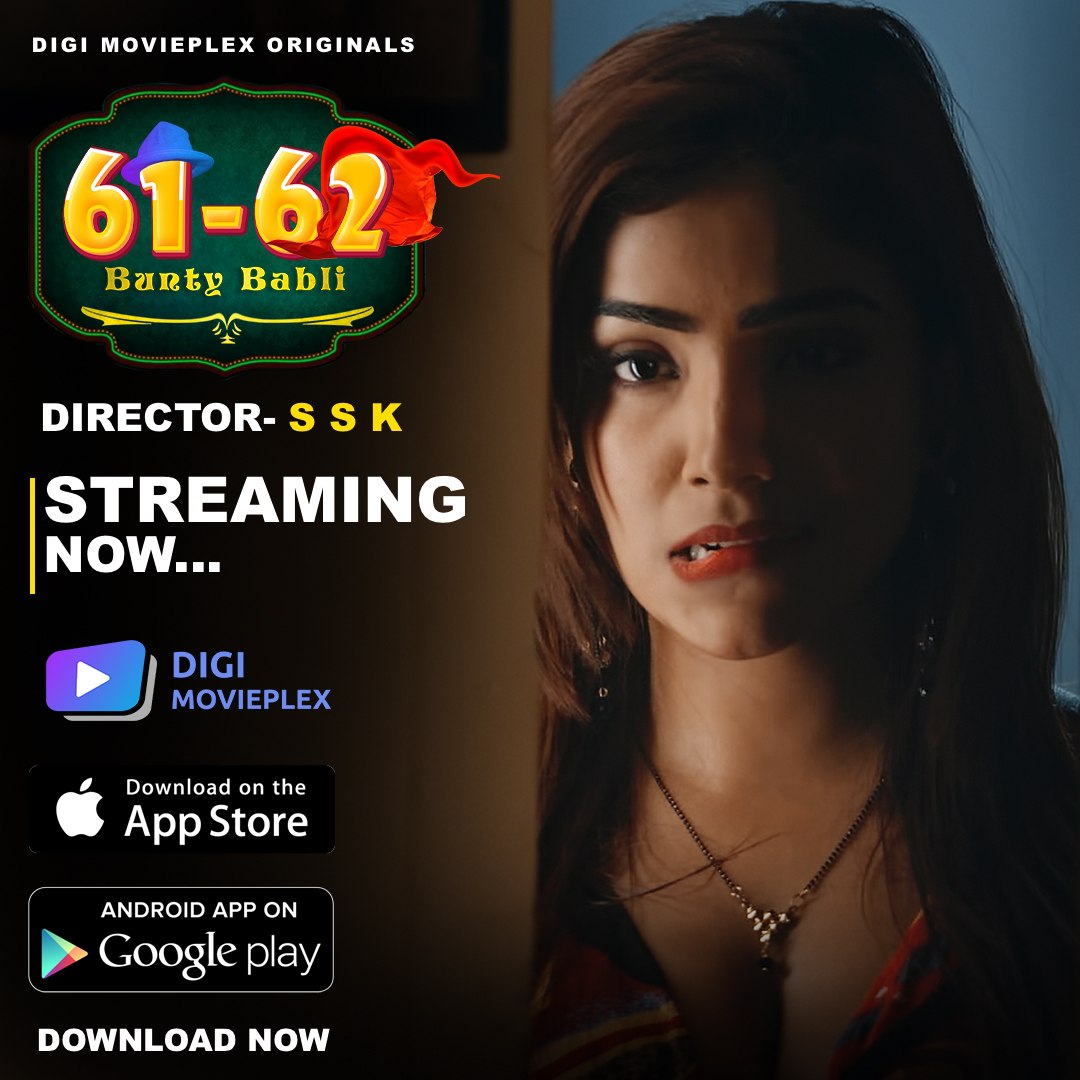 DIGI MOVIEPLEX ORIGINALS
61-62
Bunty Babli
DIRECTOR- S S K
STREAMING
NOW...
DIGI
MOVIEPLEX
Download on the
App Store
ANDROID APP ON
Google play
DOWNLOAD NOW